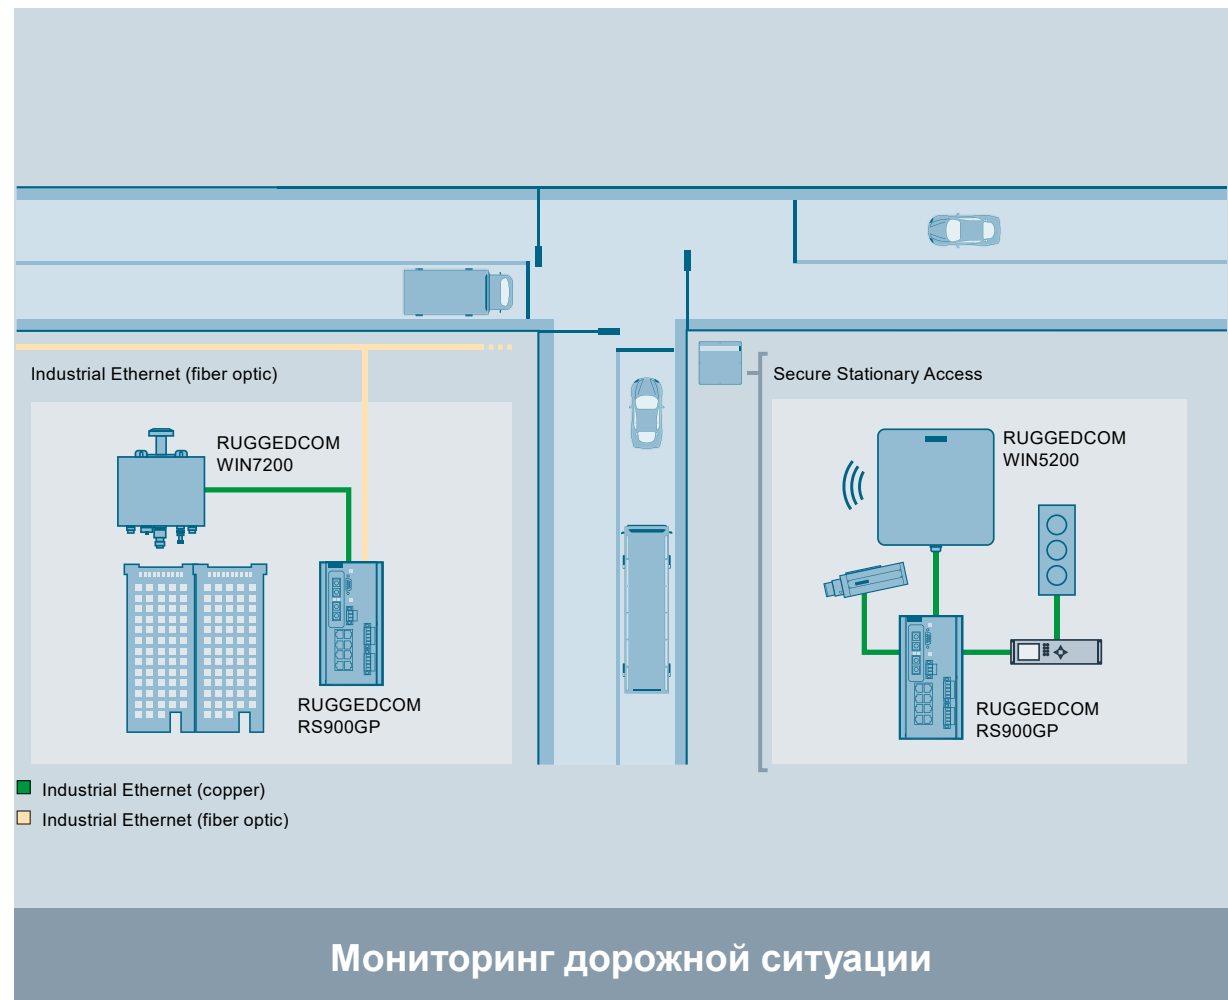 Industrial Ethernet (fiber optic)
RUGGEDCOM
WIN7200
RUGGEDCOM
RS900GP
Secure Stationary Access
RUGGEDCOM
WIN5200
RUGGEDCOM
RS900GP
Industrial Ethernet (copper)
Industrial Ethernet (fiber optic)
Мониторинг дорожной ситуации